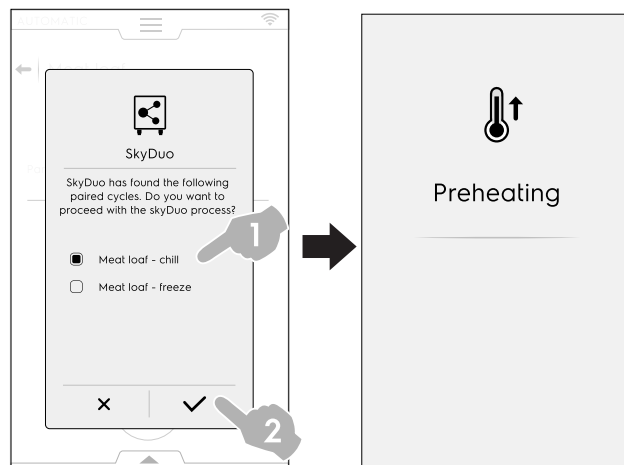 AUTOMATIC
SkyDuo
SkyDuo has found the following
paired cycles. Do you want to
proceed with the skyDuo process?
1
Meat loaf - chill
Meat loaf - freeze
2
Preheating